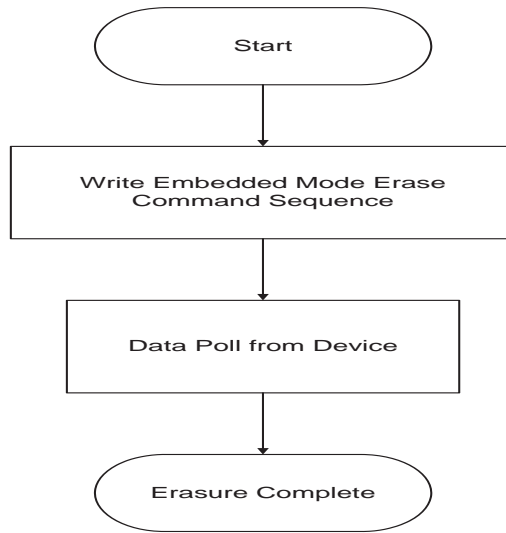 Start
Write Embedded Mode Erase
Command Sequence
Data Poll from Device
Erasure Complete